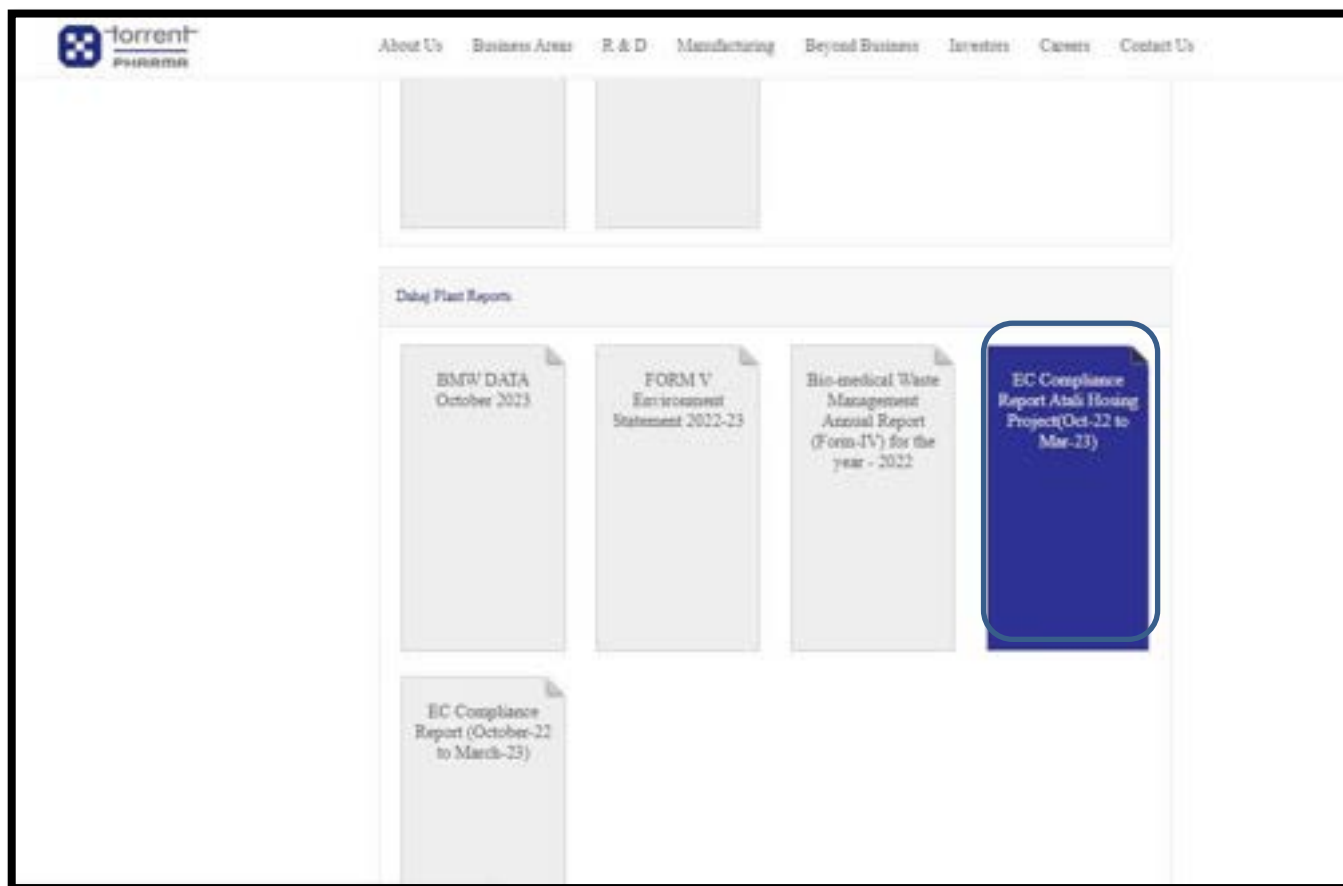 torrent
PHARMA
About Us Business Areas R & D Manufacturing Beyond Business Investors Careers Contact Us
Dahej Plant Reports
BMW DATA
October 2023
FORM V
Environment
Statement 2022-23
Bio-medical Waste
Management
Annual Report
(Form-IV) for the
year - 2022
EC Compliance
Report Atali Hosing
Project(Oct-22 to
Mar-23)
EC Compliance
Report (October-22
to March-23)